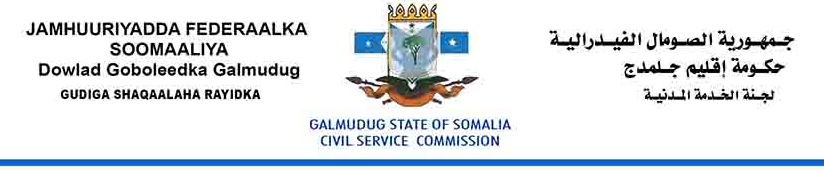 JAMHUURIYADDA FEDERAALKA
SOOMAALIYA
Dowlad Goboleedka Galmudug
GUDIGA SHAQAALAHA RAYIDKA
جمهورية الصومال الفيدرالية
حكومة إقليم جلمدج
لجنة الخدمة المدنية
GALMUDUG STATE OF SOMALIA
CIVIL SERVICE COMMISSION